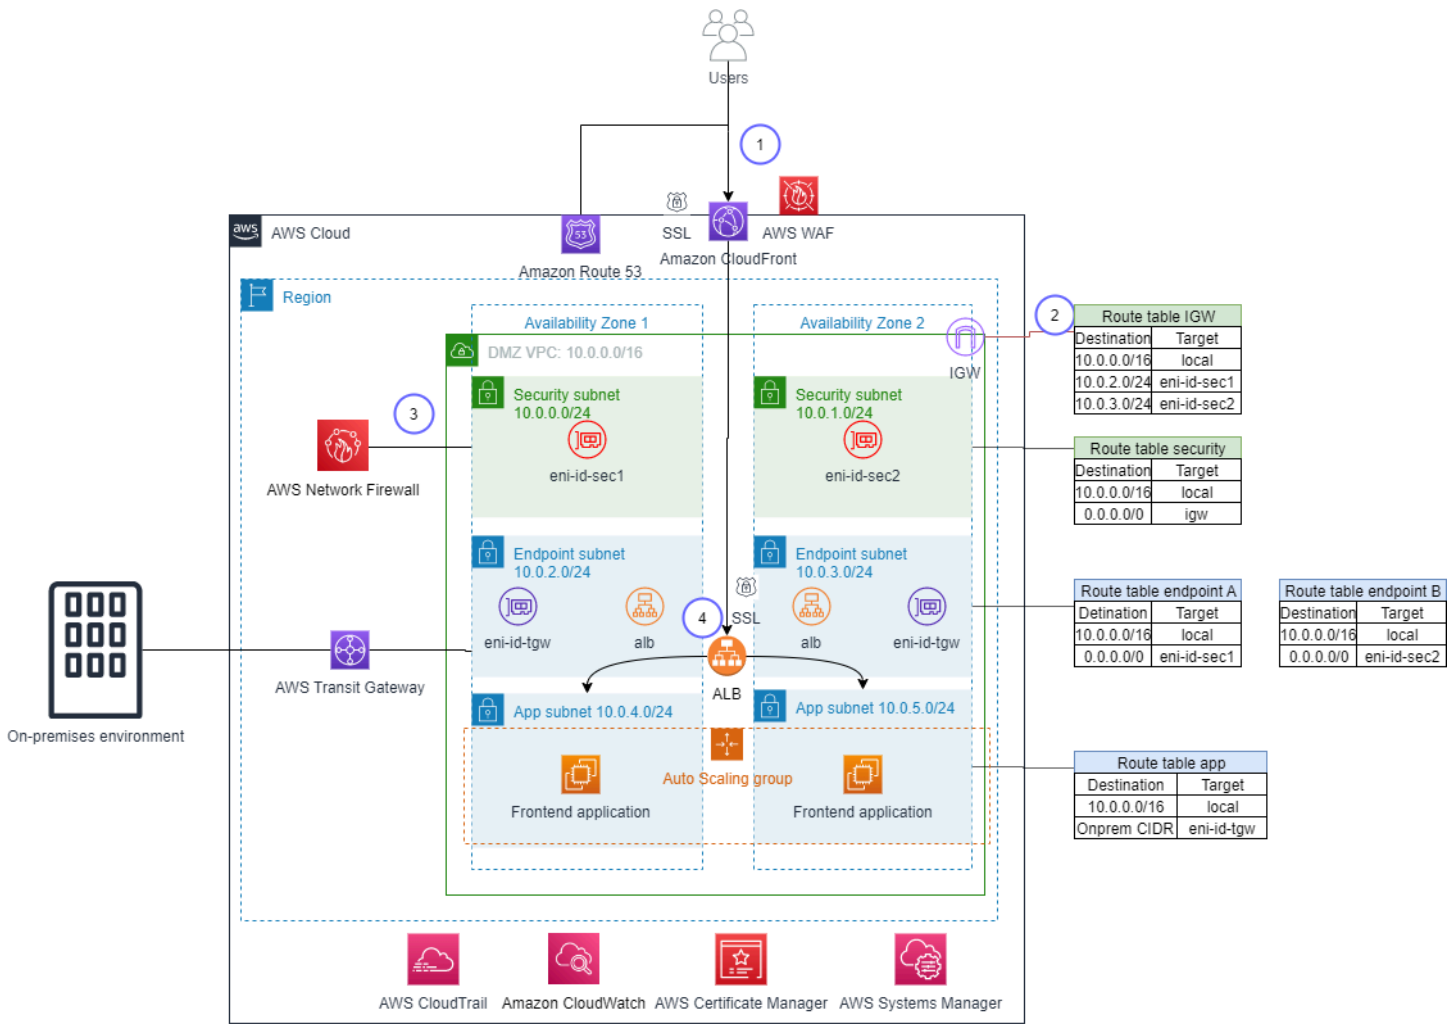 Users
1
aws
AWS Cloud
53
Amazon Route 53
SSL
Amazon CloudFront
AWS WAF
Region
Availability Zone 1
Availability Zone 2
DMZ VPC: 10.0.0.0/16
IGW
2
Route table IGW
Destination Target
10.0.0.0/16 local
10.0.2.0/24 eni-id-sec1
10.0.3.0/24 eni-id-sec2
3
AWS Network Firewall
Security subnet
10.0.0.0/24
eni-id-sec1
Security subnet
10.0.1.0/24
eni-id-sec2
Route table security
Destination Target
10.0.0.0/16 local
0.0.0.0/0 igw
Endpoint subnet
10.0.2.0/24
eni-id-tgw
alb
4
SSL
ALB
Endpoint subnet
10.0.3.0/24
alb
eni-id-tgw
Route table endpoint A
Detination Target
10.0.0.0/16 local
0.0.0.0/0 eni-id-sec1
Route table endpoint B
Destination Target
10.0.0.0/16 local
0.0.0.0/0 eni-id-sec2
On-premises environment
AWS Transit Gateway
App subnet 10.0.4.0/24
App subnet 10.0.5.0/24
Auto Scaling group
Frontend application
Frontend application
Route table app
Destination Target
10.0.0.0/16 local
Onprem CIDR eni-id-tgw
AWS CloudTrail
Amazon CloudWatch
AWS Certificate Manager
AWS Systems Manager